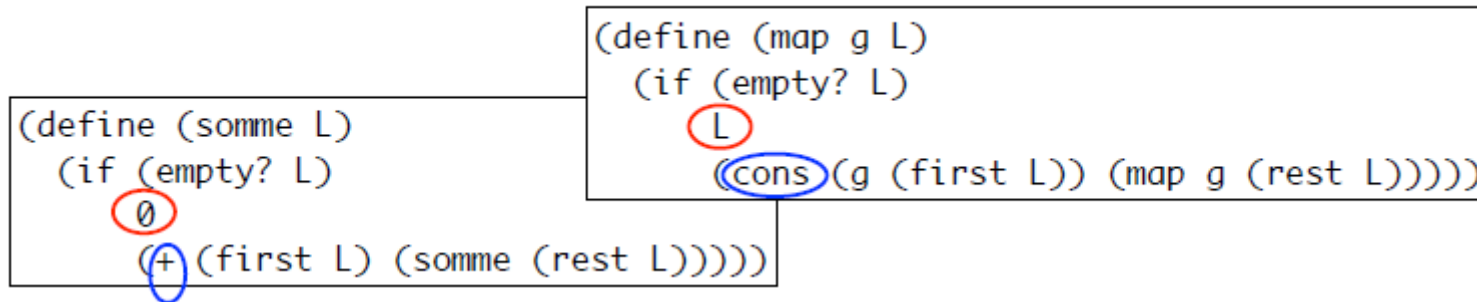 (define (somme L)
  (if (empty? L)
      0
      (+ (first L) (somme (rest L)))))
(define (map g L)
  (if (empty? L)
      L
      (cons (g (first L)) (map g (rest L)))))